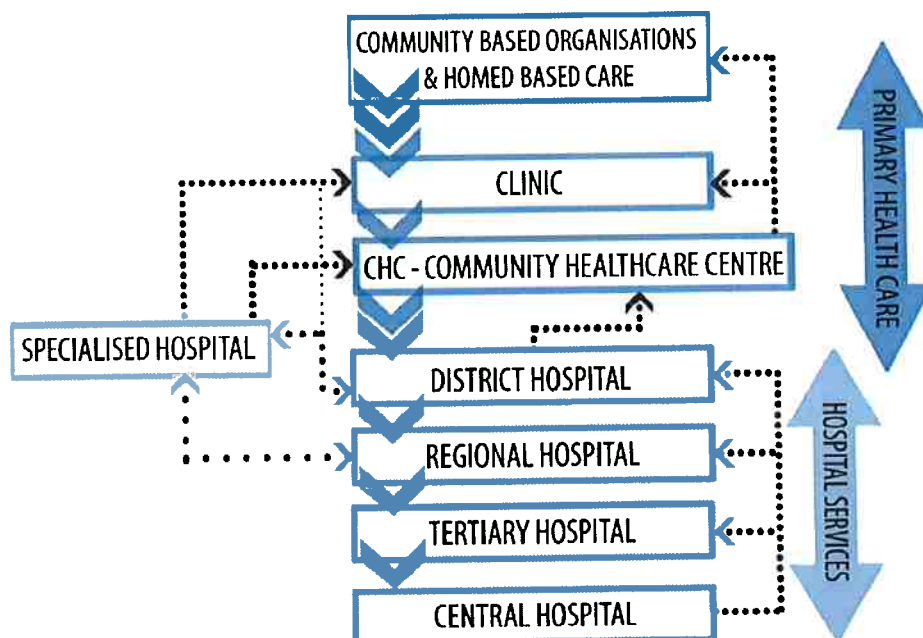 COMMUNITY BASED ORGANISATIONS
& HOMED BASED CARE
CLINIC
CHC - COMMUNITY HEALTHCARE CENTRE
SPECIALISED HOSPITAL
DISTRICT HOSPITAL
REGIONAL HOSPITAL
TERTIARY HOSPITAL
CENTRAL HOSPITAL
PRIMARY HEALTH CARE
HOSPITAL SERVICES